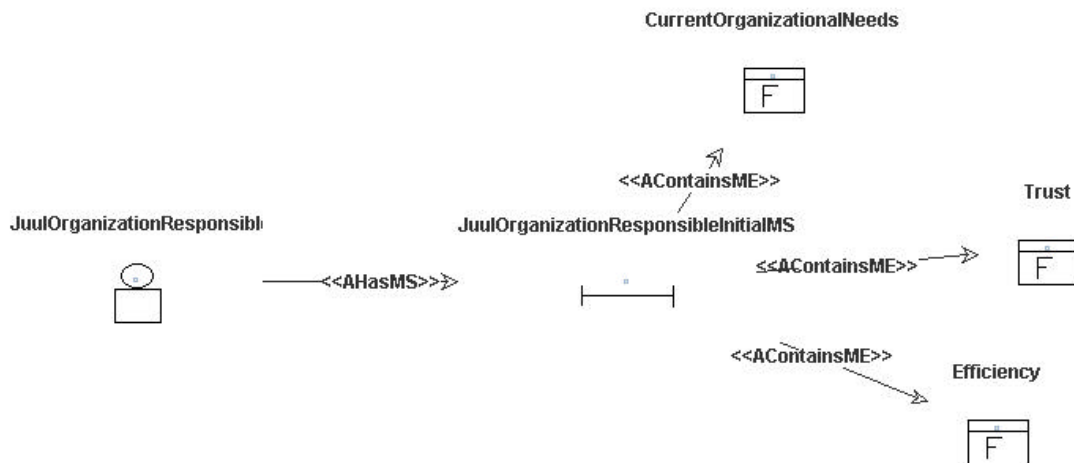 CurrentOrganizationalNeeds
F
<<AContainsME>>
Trust
JuulOrganizationResponsibl
JuulOrganizationResponsibleInitialMS
<<AContainsME>>
F
<<AHasMS>>
<<AContainsME>>
Efficiency
F